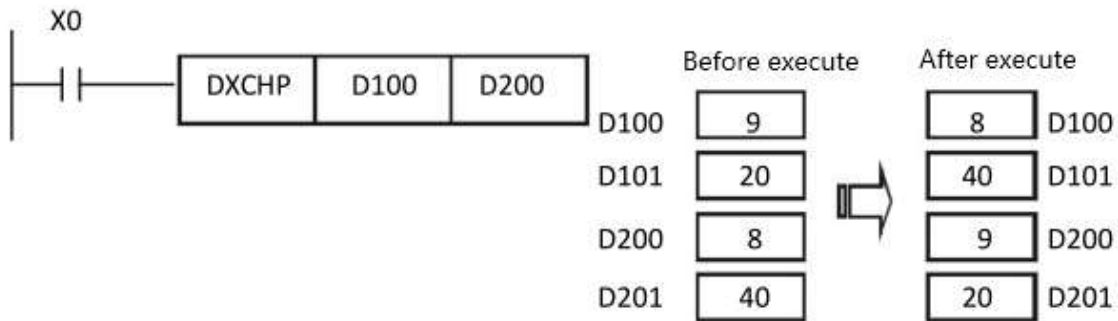 X0
DXCHP D100 D200
Before execute After execute
D100 9 8 D100
D101 20 40 D101
D200 8 9 D200
D201 40 20 D201